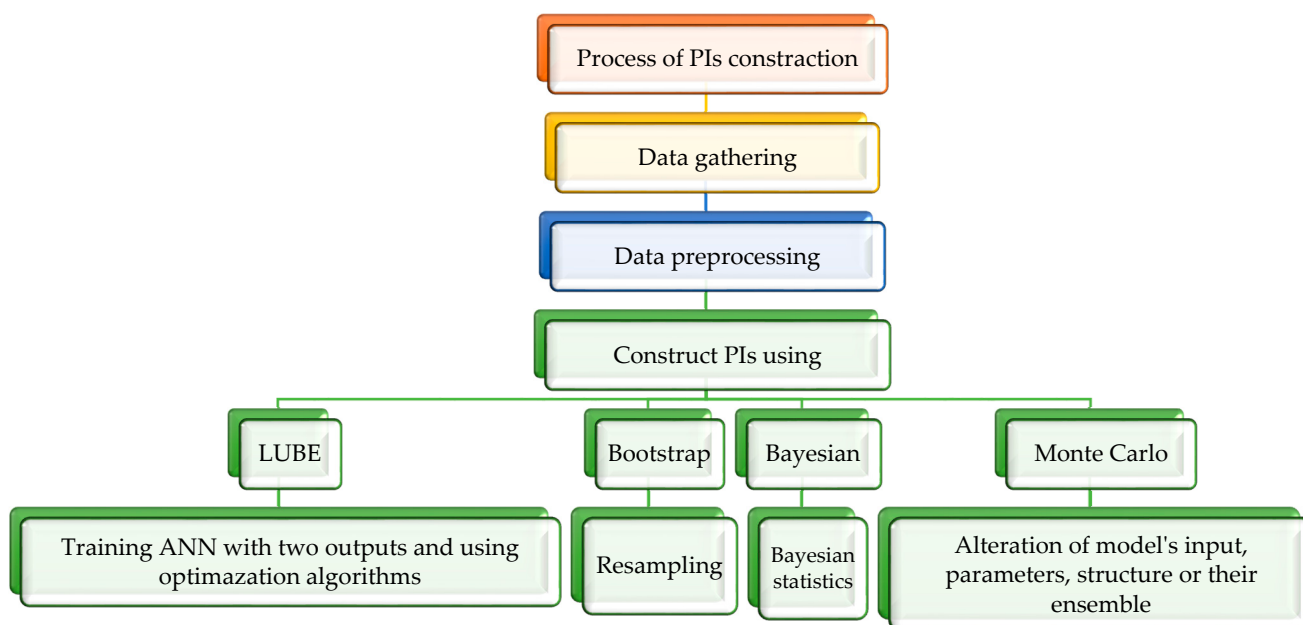 Process of PIs constraction
Data gathering
Data preprocessing
Construct PIs using
LUBE
Bootstrap
Bayesian
Monte Carlo
Training ANN with two outputs and using
optimazation algorithms
Resampling
Bayesian
statistics
Alteration of model's input,
parameters, structure or their
ensemble